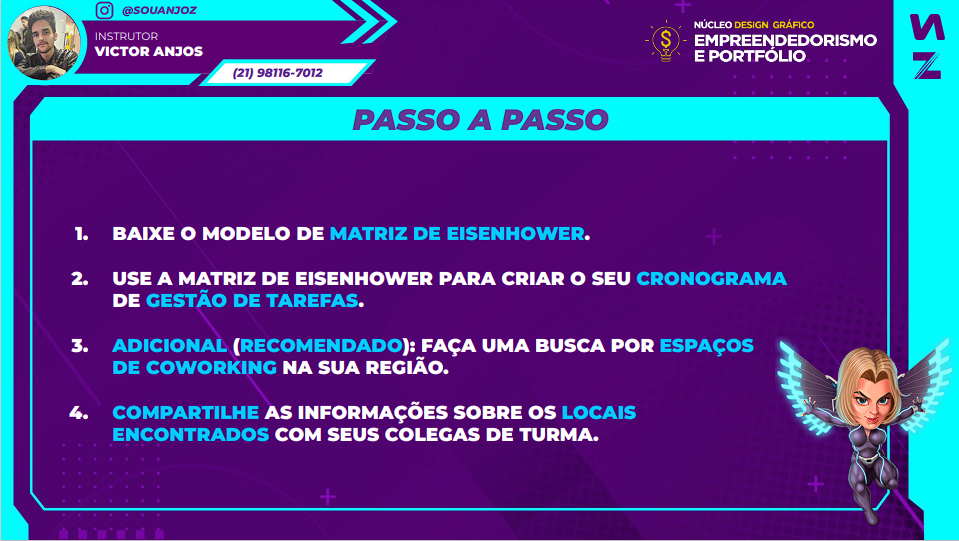 @SOUANJOZ
INSTRUTOR
VICTOR ANJOS
(21) 98116-7012
NÚCLEO DESIGN GRÁFICO
EMPREENDEDORISMO
E PORTFÓLIO
PASSO A PASSO
1. BAIXE O MODELO DE MATRIZ DE EISENHOWER.
2. USE A MATRIZ DE EISENHOWER PARA CRIAR O SEU CRONOGRAMA
DE GESTÃO DE TAREFAS.
3. ADICIONAL (RECOMENDADO): FAÇA UMA BUSCA POR ESPAÇOS
DE COWORKING NA SUA REGIÃO.
4. COMPARTILHE AS INFORMAÇÕES SOBRE OS LOCAIS
ENCONTRADOS COM SEUS COLEGAS DE TURMA.